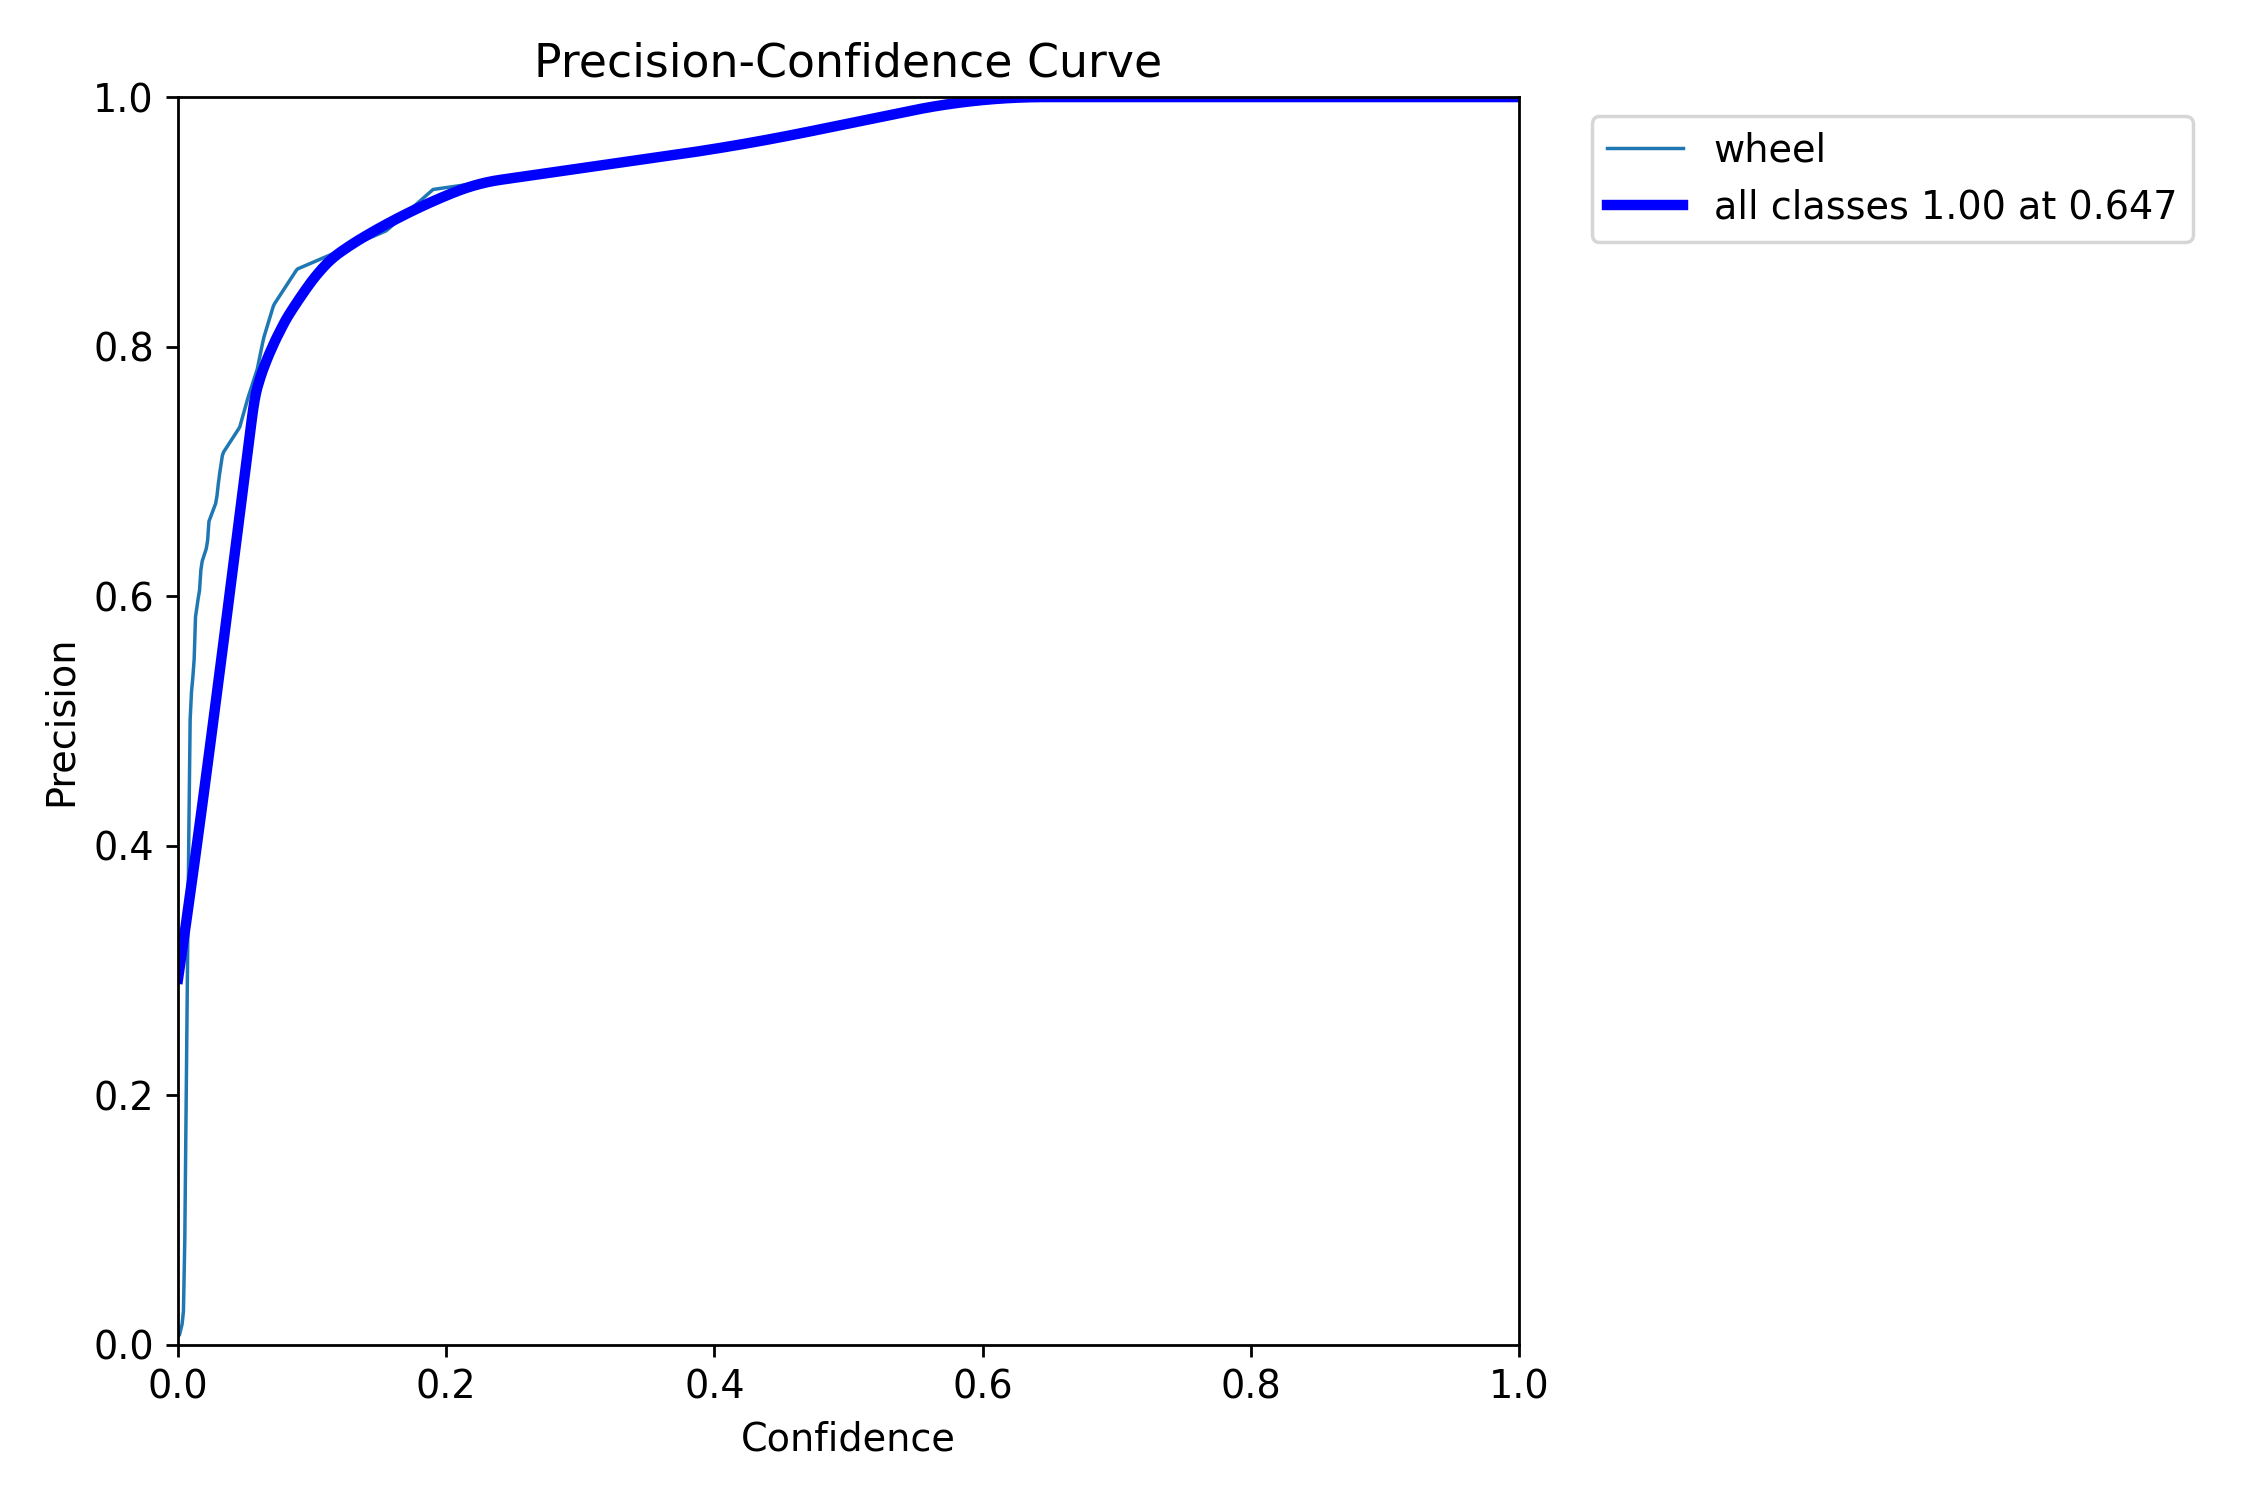 Precision-Confidence Curve
1.0
0.8
0.6
0.4
0.2
0.0
Precision
0.0 0.2 0.4 0.6 0.8 1.0
Confidence
wheel
all classes 1.00 at 0.647